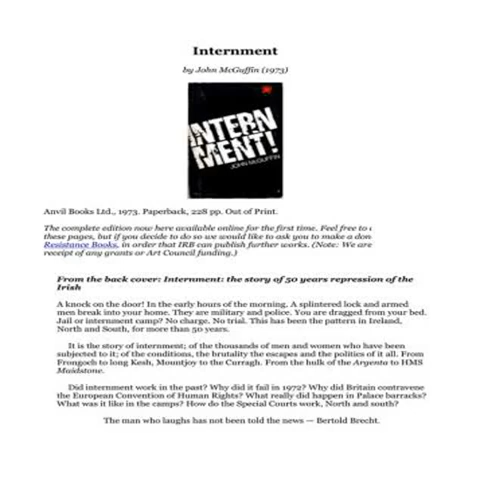 Internment
by John McGuffin (1973)
INTERN
MENT!
JOHN McGUFFIN
Anvil Books Ltd., 1973. Paperback, 228 pp. Out of Print.
The complete edition now here available online for the first time. Feel free to
these pages, but if you decide to do so we would like to ask you to make a don
Resistance Books, in order that IRB can publish further works. (Note: We are
receipt of any grants or Art Council funding.)
From the back cover: Internment: the story of 50 years repression of the
Irish
A knock on the door! In the early hours of the morning. A splintered lock and armed
men break into your home. They are military and police. You are dragged from your bed.
Jail or internment camp? No charge. No trial. This has been the pattern in Ireland,
North and South, for more than 50 years.
It is the story of internment; of the thousands of men and women who have been
subjected to it; of the conditions, the brutality the escapes and the politics of it all. From
Frongoch to long Kesh, Mountjoy to the Curragh. From the hulk of the Argenta to HMS
Maidstone.
Did internment work in the past? Why did it fail in 1972? Why did Britain contravene
the European Convention of Human Rights? What really did happen in Palace barracks?
What was it like in the camps? How do the Special Courts work, North and south?
The man who laughs has not been told the news — Bertold Brecht.